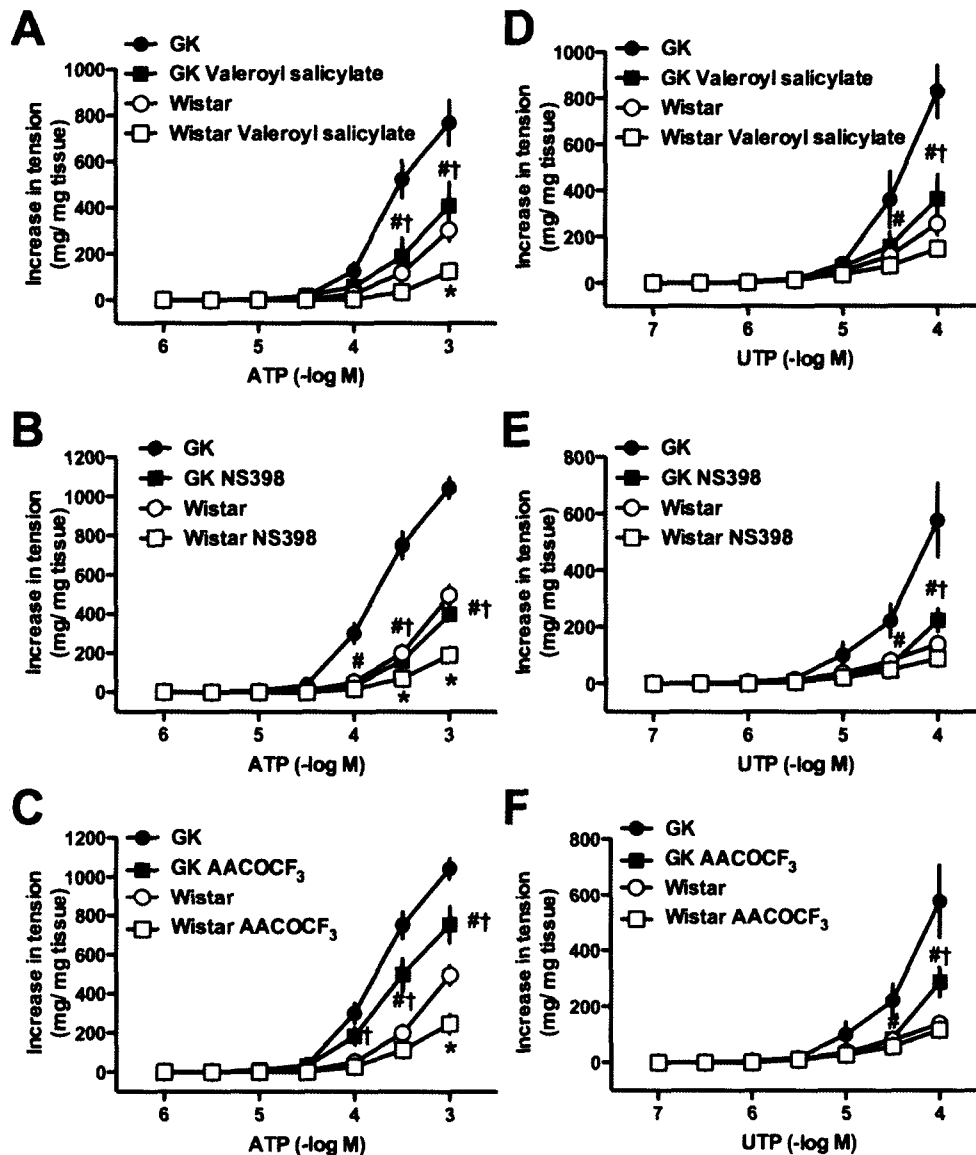 A
GK
GK Valeroyl salicylate
Wistar
Wistar Valeroyl salicylate
Increase in tension
(mg/ mg tissue)
1000
800
600
400
200
0
#†
#†
*
6
5
4
3
ATP (-log M)
D
GK
GK Valeroyl salicylate
Wistar
Wistar Valeroyl salicylate
Increase in tension
(mg/ mg tissue)
1000
800
600
400
200
0
#†
#
7
6
5
4
UTP (-log M)
B
GK
GK NS398
Wistar
Wistar NS398
Increase in tension
(mg/ mg tissue)
1200
1000
800
600
400
200
0
#†
#†
#
*
*
6
5
4
3
ATP (-log M)
E
GK
GK NS398
Wistar
Wistar NS398
Increase in tension
(mg/ mg tissue)
800
600
400
200
0
#†
#
7
6
5
4
UTP (-log M)
C
GK
GK AACOCF3
Wistar
Wistar AACOCF3
Increase in tension
(mg/ mg tissue)
1200
1000
800
600
400
200
0
#†
#†
#†
*
6
5
4
3
ATP (-log M)
F
GK
GK AACOCF3
Wistar
Wistar AACOCF3
Increase in tension
(mg/ mg tissue)
800
600
400
200
0
#†
#
7
6
5
4
UTP (-log M)